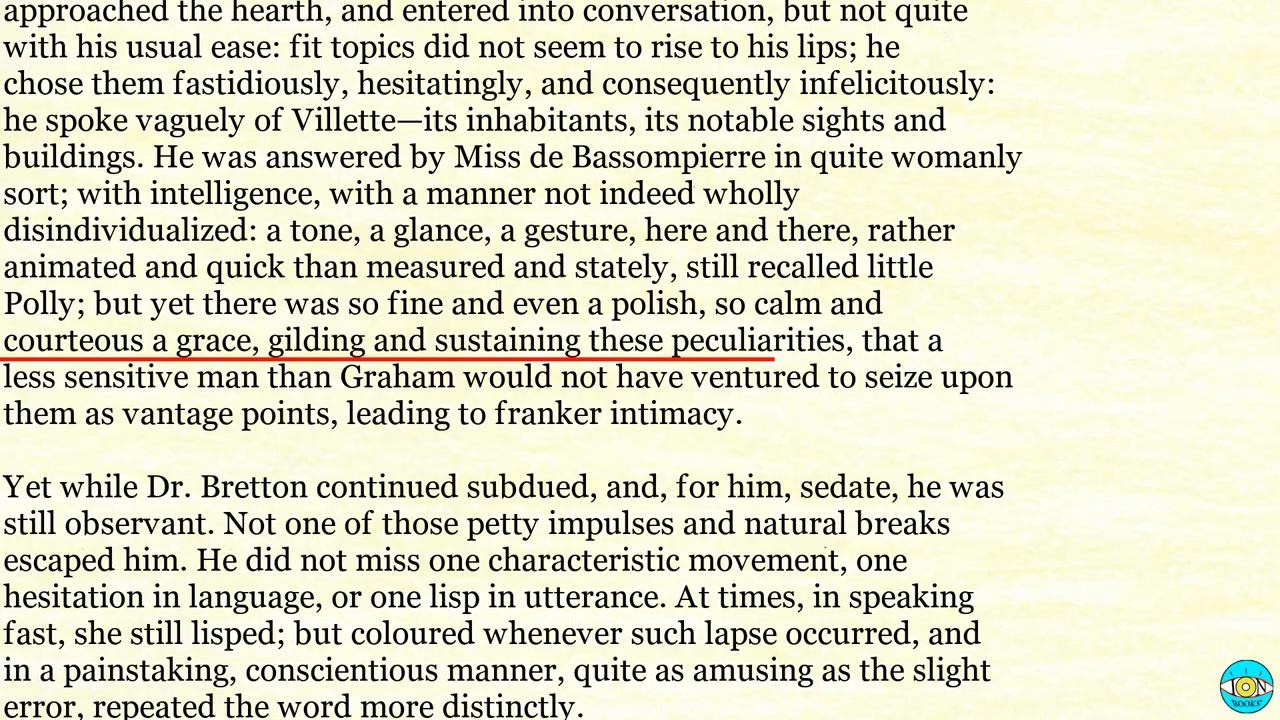 approached the hearth, and entered into conversation, but not quite
with his usual ease: fit topics did not seem to rise to his lips; he
chose them fastidiously, hesitatingly, and consequently infelicitously:
he spoke vaguely of Villette—its inhabitants, its notable sights and
buildings. He was answered by Miss de Bassompierre in quite womanly
sort; with intelligence, with a manner not indeed wholly
disindividualized: a tone, a glance, a gesture, here and there, rather
animated and quick than measured and stately, still recalled little
Polly; but yet there was so fine and even a polish, so calm and
courteous a grace, gilding and sustaining these peculiarities, that a
less sensitive man than Graham would not have ventured to seize upon
them as vantage points, leading to franker intimacy.
Yet while Dr. Bretton continued subdued, and, for him, sedate, he was
still observant. Not one of those petty impulses and natural breaks
escaped him. He did not miss one characteristic movement, one
hesitation in language, or one lisp in utterance. At times, in speaking
fast, she still lisped; but coloured whenever such lapse occurred, and
in a painstaking, conscientious manner, quite as amusing as the slight
error, repeated the word more distinctly.
ION
BOOKS